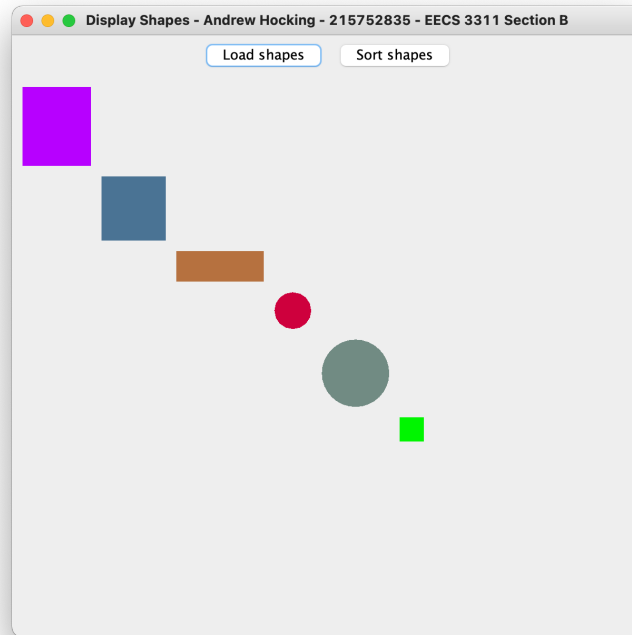 Display Shapes - Andrew Hocking - 215752835 - EECS 3311 Section B
Load shapes Sort shapes